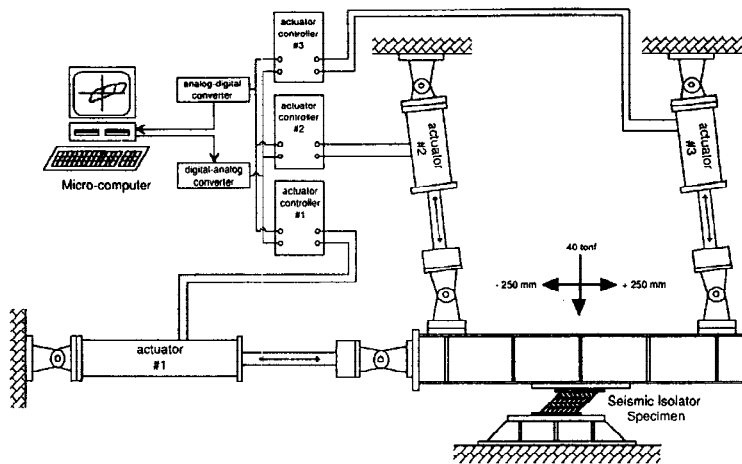 actuator
controller
#3
analog-digital
converter
actuator
controller
#2
digital-analog
converter
Micro-computer
actuator
controller
#1
actuator
#2
actuator
#3
40 tonf
- 250 mm
+ 250 mm
actuator
#1
Seismic Isolator
Specimen